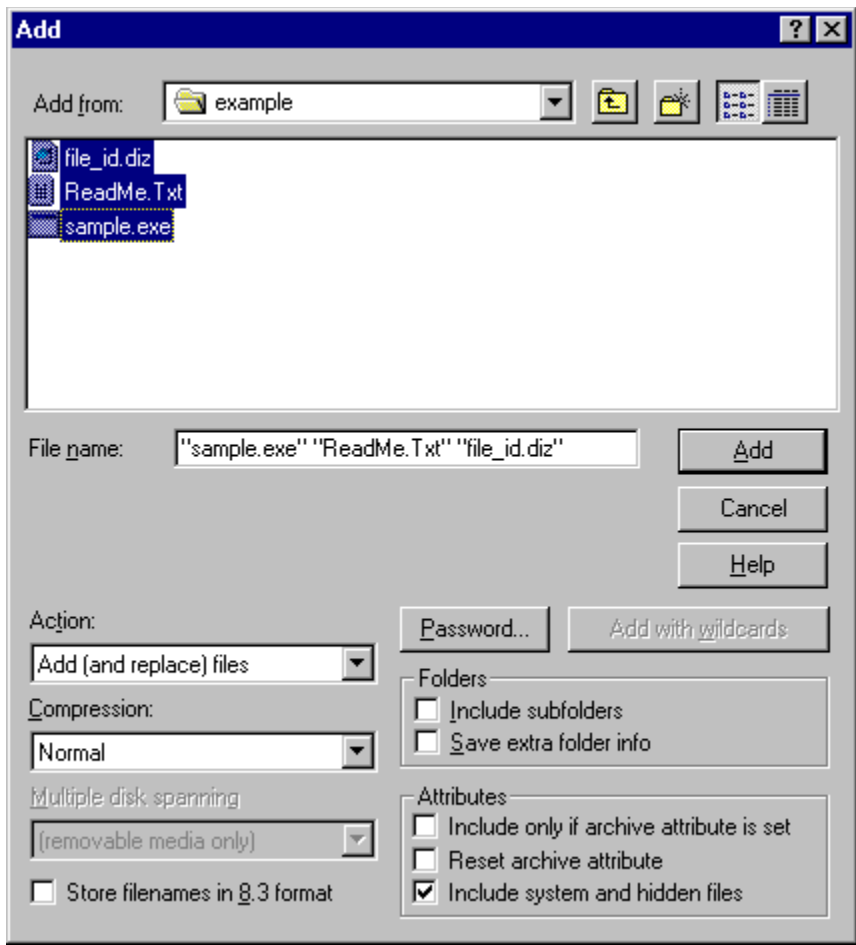 Add
Add from: example
file_id.diz
ReadMe.Txt
sample.exe
File name: "sample.exe" "ReadMe.Txt" "file_id.diz"
Add
Cancel
Help
Action:
Password...
Add with wildcards
Add (and replace) files
Folders
Include subfolders
Save extra folder info
Compression:
Normal
Multiple disk spanning
(removable media only)
Store filenames in 8.3 format
Attributes
Include only if archive attribute is set
Reset archive attribute
Include system and hidden files